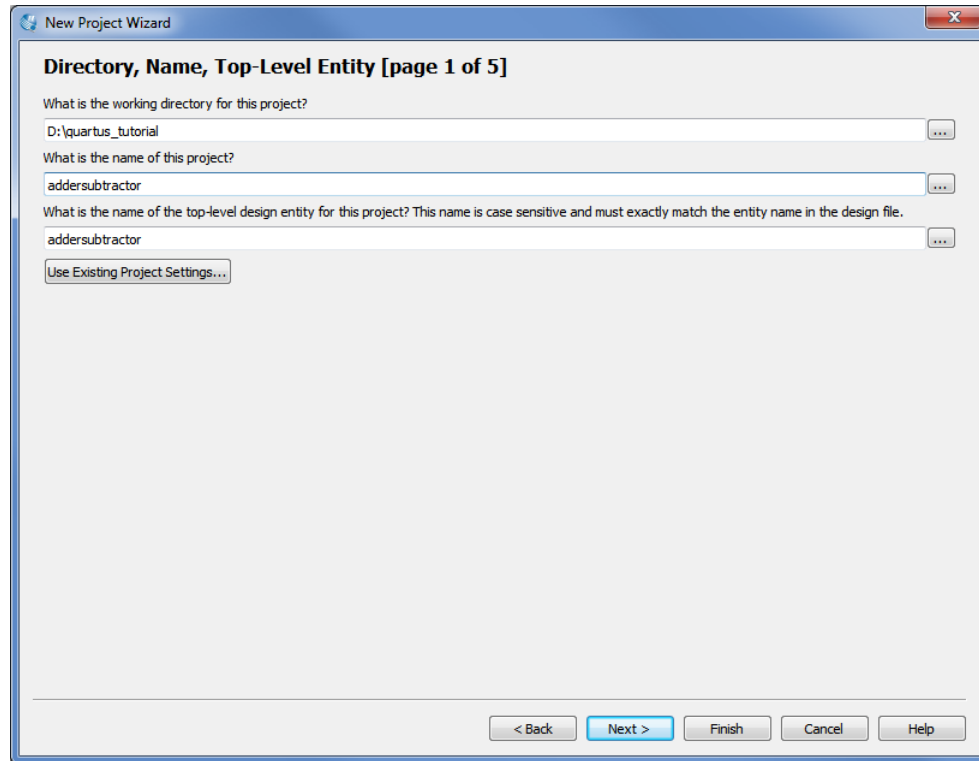 New Project Wizard
Directory, Name, Top-Level Entity [page 1 of 5]
What is the working directory for this project?
D:\quartus_tutorial
...
What is the name of this project?
addersubtractor
...
What is the name of the top-level design entity for this project? This name is case sensitive and must exactly match the entity name in the design file.
addersubtractor
...
Use Existing Project Settings...
< Back Next > Finish Cancel Help